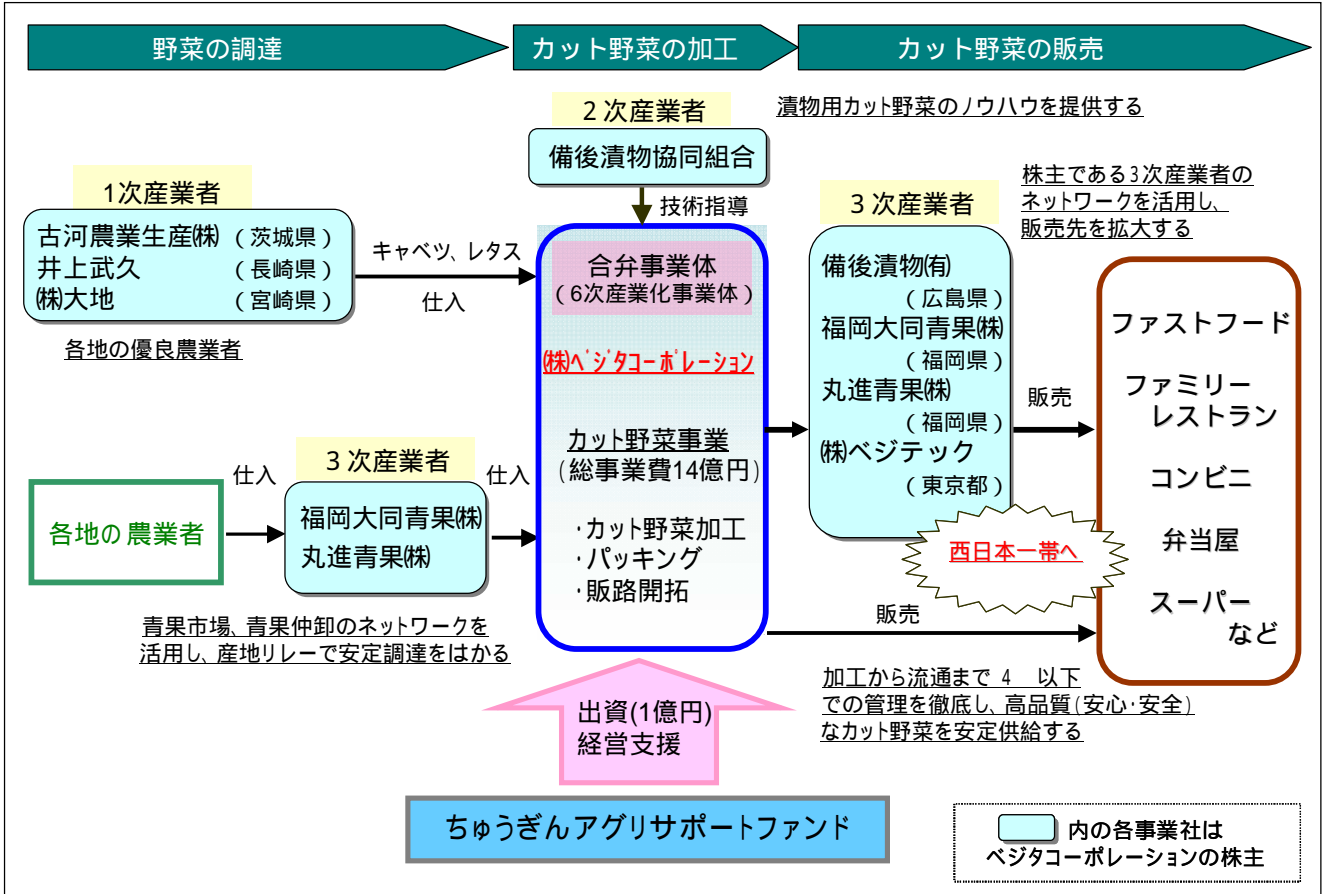 野菜の調達
カット野菜の加工
カット野菜の販売
2次産業者
備後漬物協同組合
漬物用カット野菜のノウハウを提供する
技術指導
1次産業者
古河農業生産㈱ (茨城県)
井上武久 (長崎県)
㈱大地 (宮崎県)
各地の優良農業者
キャベツ、レタス
仕入
合弁事業体
(6次産業化事業体)
㈱ベジタコーポレーション
カット野菜事業
(総事業費14億円)
・カット野菜加工
・パッキング
・販路開拓
3次産業者
備後漬物㈲
(広島県)
福岡大同青果㈱
(福岡県)
丸進青果㈱
(福岡県)
㈱ベジテック
(東京都)
株主である3次産業者の
ネットワークを活用し、
販売先を拡大する
販売
ファストフード
ファミリー
レストラン
コンビニ
弁当屋
スーパー
など
西日本一帯へ
各地の農業者
仕入
3次産業者
福岡大同青果㈱
丸進青果㈱
仕入
青果市場、青果仲卸のネットワークを
活用し、産地リレーで安定調達をはかる
販売
加工から流通まで 4 以下
での管理を徹底し、高品質(安心・安全)
なカット野菜を安定供給する
出資(1億円)
経営支援
ちゅうぎんアグリサポートファンド
内の各事業社は
ベジタコーポレーションの株主